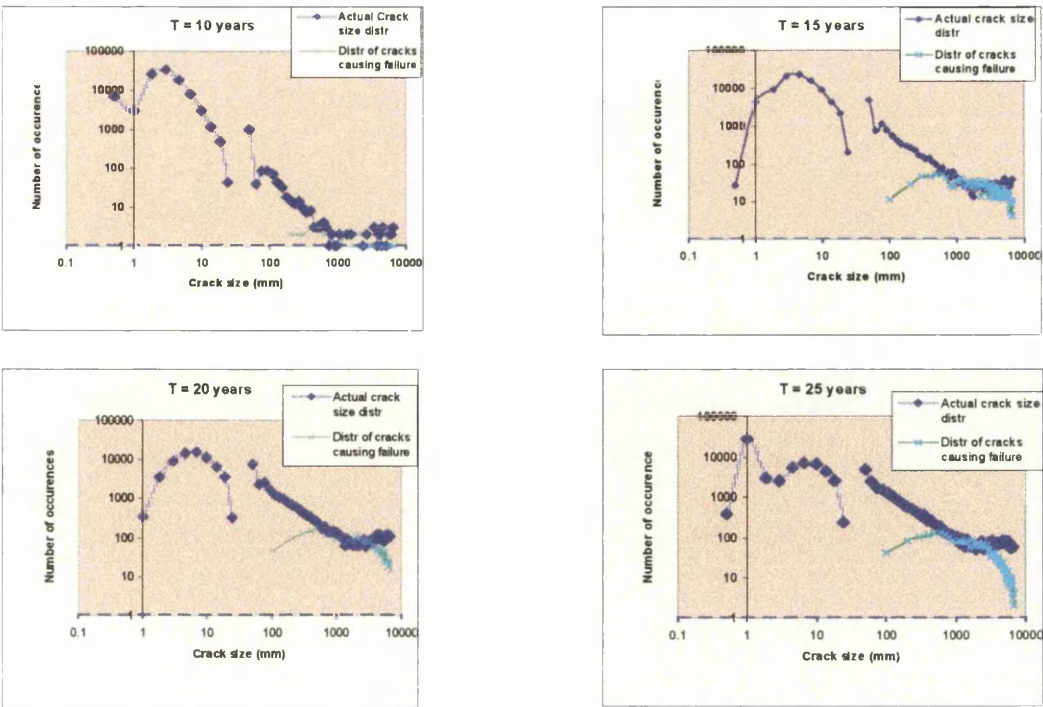 T = 10 years
Actual Crack
size distr
Distr of cracks
causing failure
100000
10000
1000
100
10
1
0.1
1
10
100
1000
10000
Number of occurence
Crack size (mm)
T = 15 years
Actual crack size
distr
Distr of cracks
causing failure
100000
10000
1000
100
10
1
0.1
1
10
100
1000
10000
Number of occurenc
Crack size (mm)
T = 20 years
Actual crack
size distr
Distr of cracks
causing failure
100000
10000
1000
100
10
1
0.1
1
10
100
1000
10000
Number of occurences
Crack size (mm)
T = 25 years
Actual crack size
distr
Distr of cracks
causing failure
100000
10000
1000
100
10
1
0.1
1
10
100
1000
10000
Number of occurence
Crack size (mm)